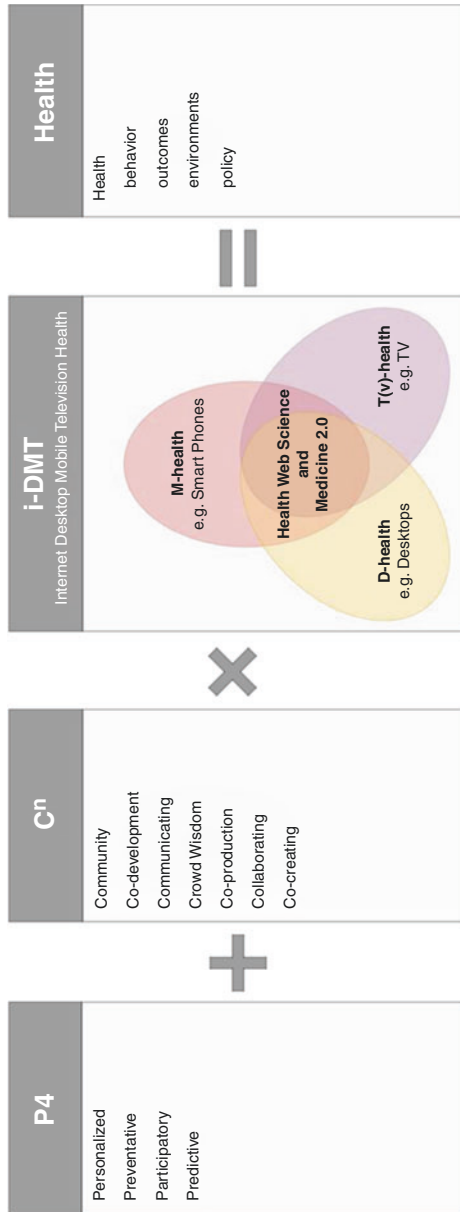 P4
Personalized
Preventative
Participatory
Predictive
+
Cⁿ
Community
Co-development
Communicating
Crowd Wisdom
Co-production
Collaborating
Co-creating
×
i-DMT
Internet Desktop Mobile Television Health
M-health
e.g. Smart Phones
Health Web Science
and
Medicine 2.0
D-health
e.g. Desktops
T(v)-health
e.g. TV
=
Health
Health
behavior
outcomes
environments
policy